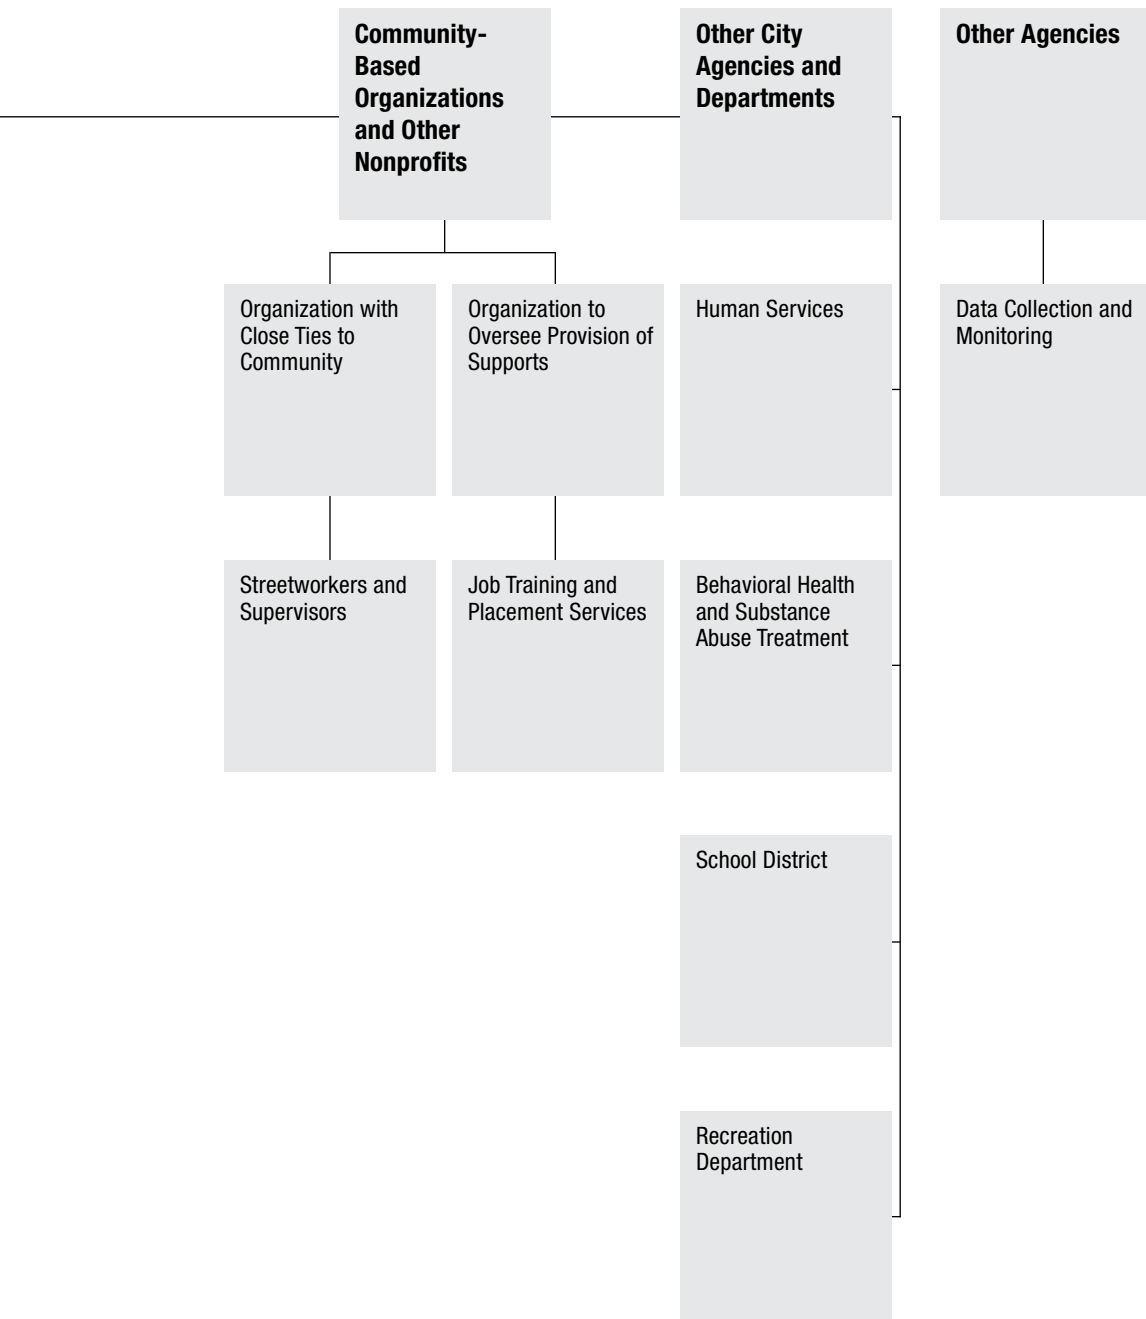 Community-
Based
Organizations
and Other
Nonprofits
Other City
Agencies and
Departments
Other Agencies
Organization with
Close Ties to
Community
Organization to
Oversee Provision of
Supports
Human Services
Data Collection and
Monitoring
Streetworkers and
Supervisors
Job Training and
Placement Services
Behavioral Health
and Substance
Abuse Treatment
School District
Recreation
Department